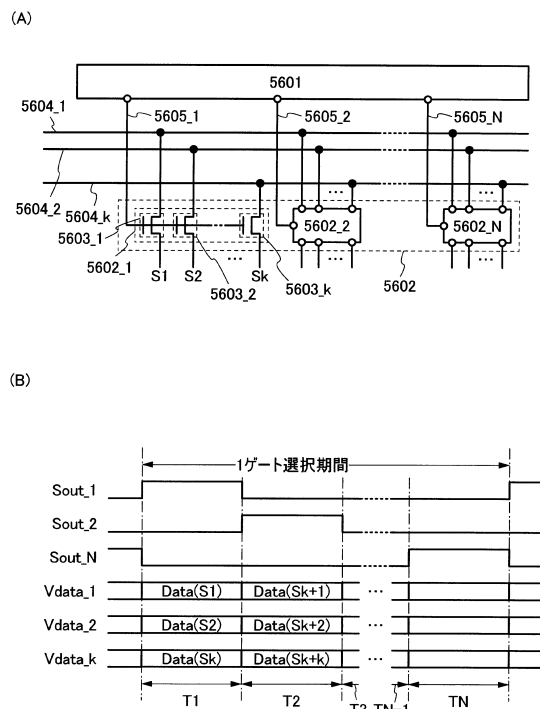 (A)
5601
5604_1
5605_1
5605_2
5605_N
5604_2
5604_k
5603_1
5602_1
5602_2
5602_N
S1
S2
...
Sk
5603_2
5603_k
5602
(B)
1ゲート選択期間
Sout_1
Sout_2
Sout_N
Vdata_1 Data(S1) Data(Sk+1) ...
Vdata_2 Data(S2) Data(Sk+2) ...
Vdata_k Data(Sk) Data(Sk+k) ...
T1 T2 TN